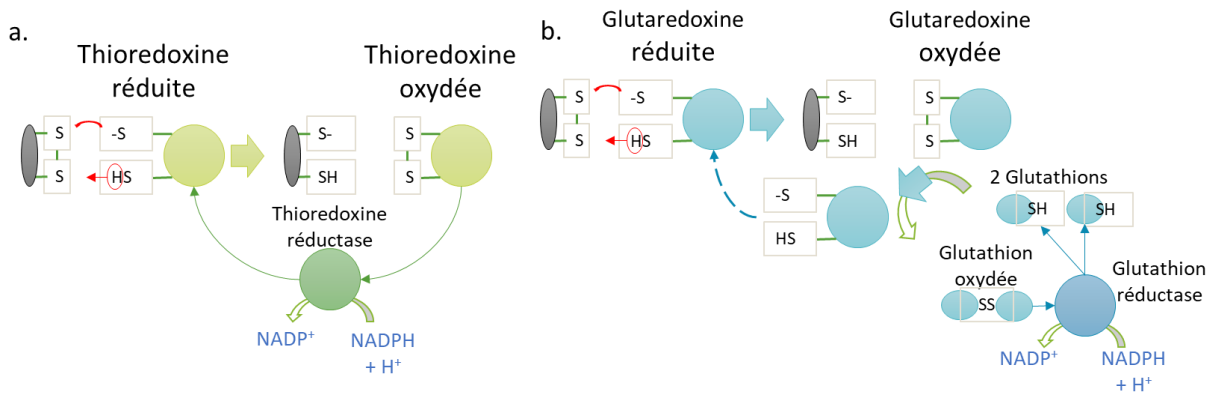 a.
Thioredoxine
réduite
Thioredoxine
oxydée
S
-S
S-
S
S
HS
SH
S
Thioredoxine
réductase
NADP+
NADPH
+ H+
b.
Glutaredoxine
réduite
Glutaredoxine
oxydée
S
-S
S-
S
S
HS
SH
S
-S
HS
2 Glutathions
SH
SH
Glutathion
oxydée
SS
Glutathion
réductase
NADP+
NADPH
+ H+